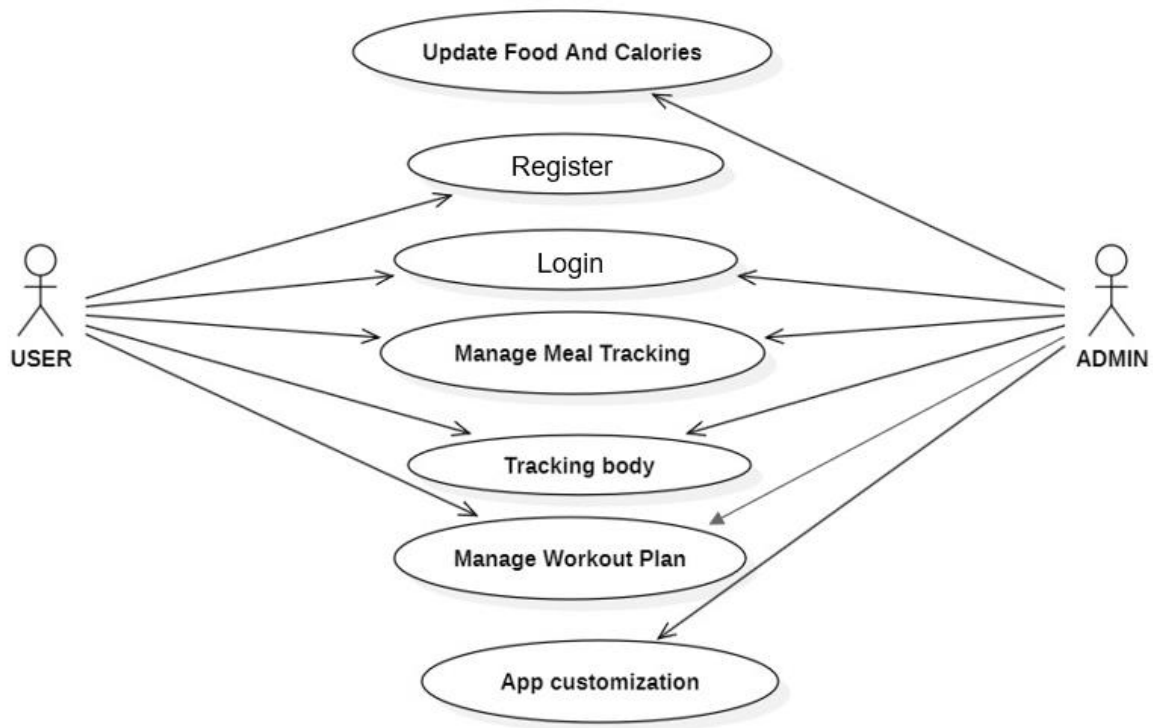 Update Food And Calories
Register
Login
USER
ADMIN
Manage Meal Tracking
Tracking body
Manage Workout Plan
App customization